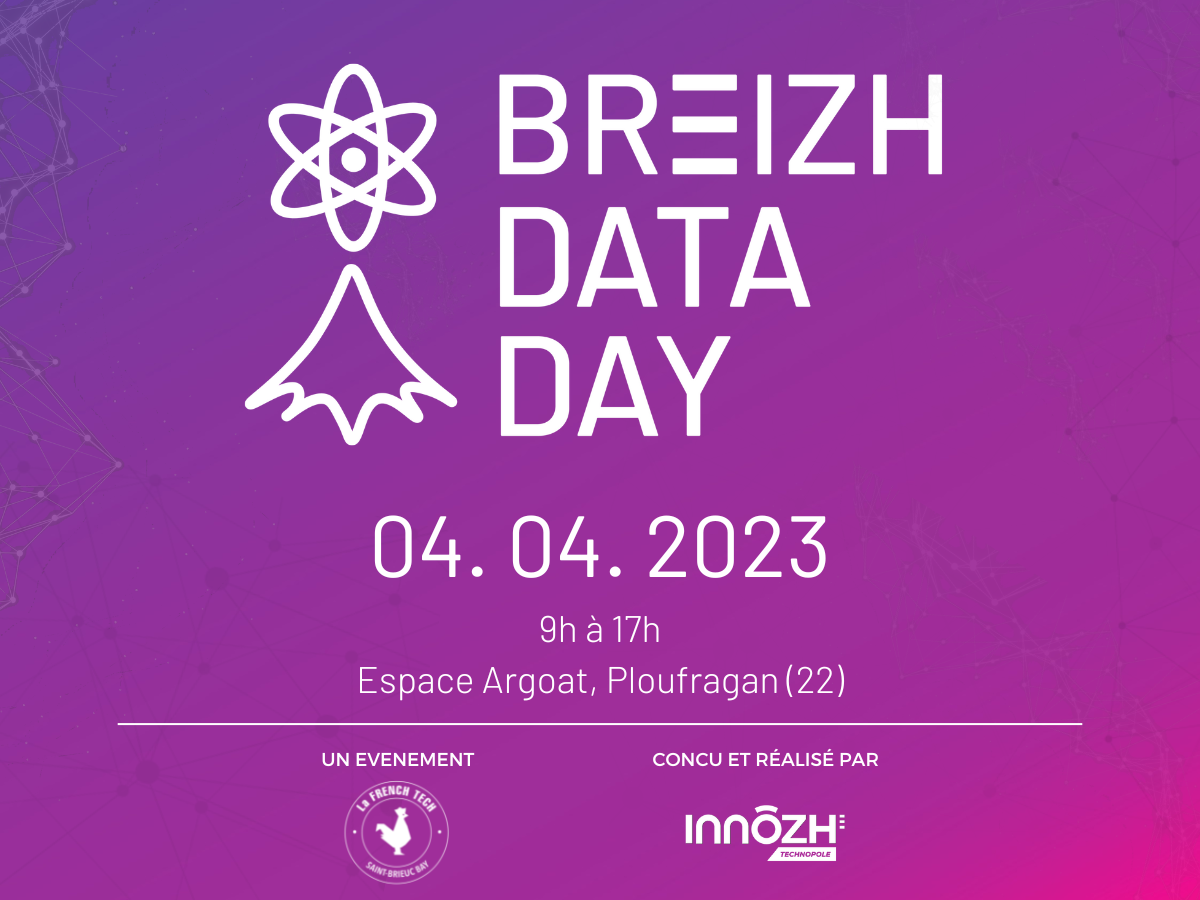 BREIZH
DATA
DAY
04. 04. 2023
9h à 17h
Espace Argoat, Ploufragan (22)
UN EVENEMENT
La FRENCH TECH
SAINT-BRIEUC BAY
CONCU ET RÉALISÉ PAR
INNÔZH
TECHNOPOLE